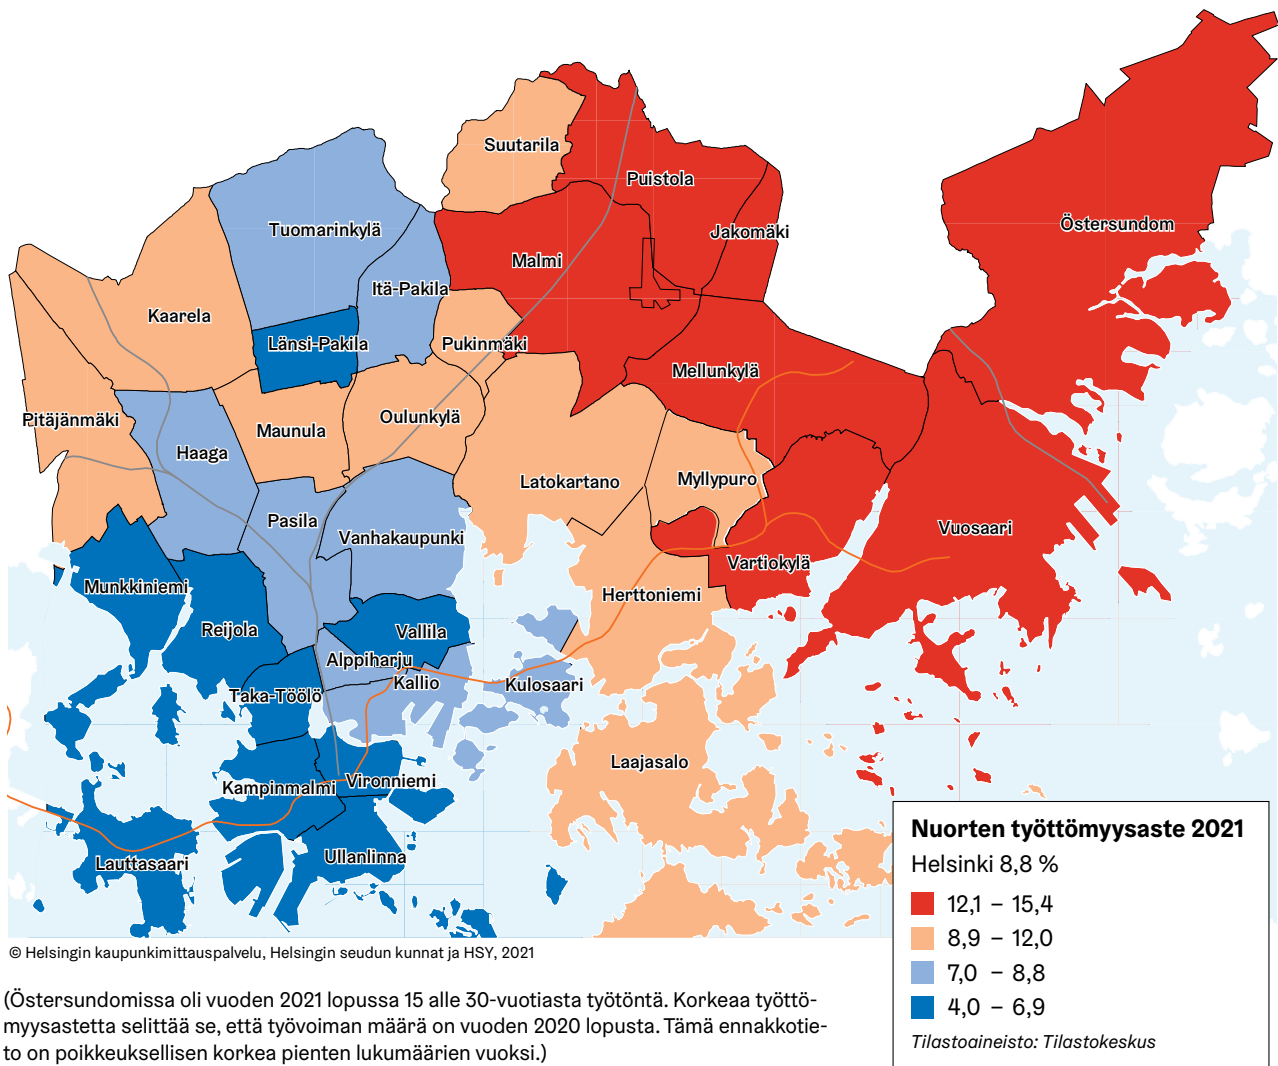 Suutarila
Puistola
Östersundom
Tuomarinkylä
Jakomäki
Malmi
Itä-Pakila
Kaarela
Länsi-Pakila
Pukinmäki
Mellunkylä
Pitäjänmäki
Oulunkylä
Maunula
Haaga
Latokartano
Myllypuro
Pasila
Vuosaari
Vanhakaupunki
Vartiokylä
Munkkiniemi
Herttoniemi
Reijola
Vallila
Alppiharju
Kallio
Kulosaari
Taka-Töölö
Laajasalo
Vironniemi
Kampinmalmi
Ullanlinna
Lauttasaari
Nuorten työttömyysaste 2021
Helsinki 8,8 %
12,1 – 15,4
8,9 – 12,0
7,0 – 8,8
4,0 – 6,9
Tilastoaineisto: Tilastokeskus
© Helsingin kaupunkimittauspalvelu, Helsingin seudun kunnat ja HSY, 2021
(Östersundomissa oli vuoden 2021 lopussa 15 alle 30-vuotiasta työtöntä. Korkeaa työttö-
myysastetta selittää se, että työvoiman määrä on vuoden 2020 lopusta. Tämä ennakkotie-
to on poikkeuksellisen korkea pienten lukumäärien vuoksi.)